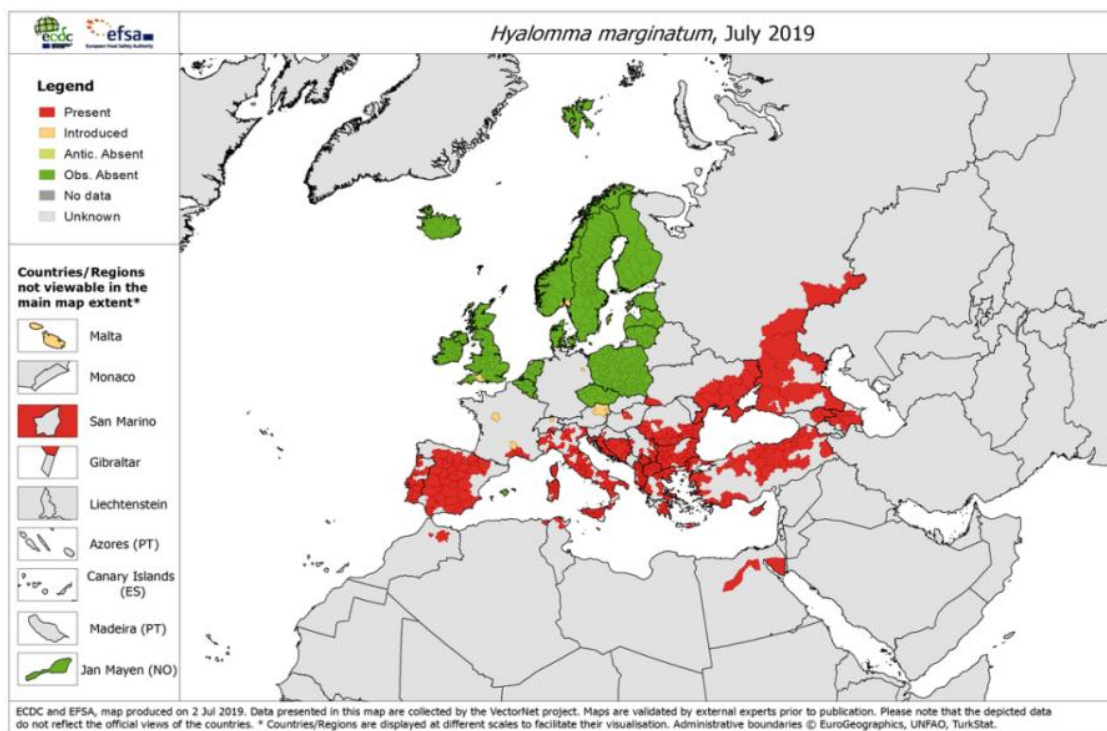 ecdc
efsa
European Food Safety Authority
Hyalomma marginatum, July 2019
Legend
Present
Introduced
Antic. Absent
Obs. Absent
No data
Unknown
Countries/Regions
not viewable in the
main map extent*
Malta
Monaco
San Marino
Gibraltar
Liechtenstein
Azores (PT)
Canary Islands
(ES)
Madeira (PT)
Jan Mayen (NO)
ECDC and EFSA, map produced on 2 Jul 2019. Data presented in this map are collected by the VectorNet project. Maps are validated by external experts prior to publication. Please note that the depicted data
do not reflect the official views of the countries. * Countries/Regions are displayed at different scales to facilitate their visualisation. Administrative boundaries © EuroGeographics, UNFAO, TurkStat.